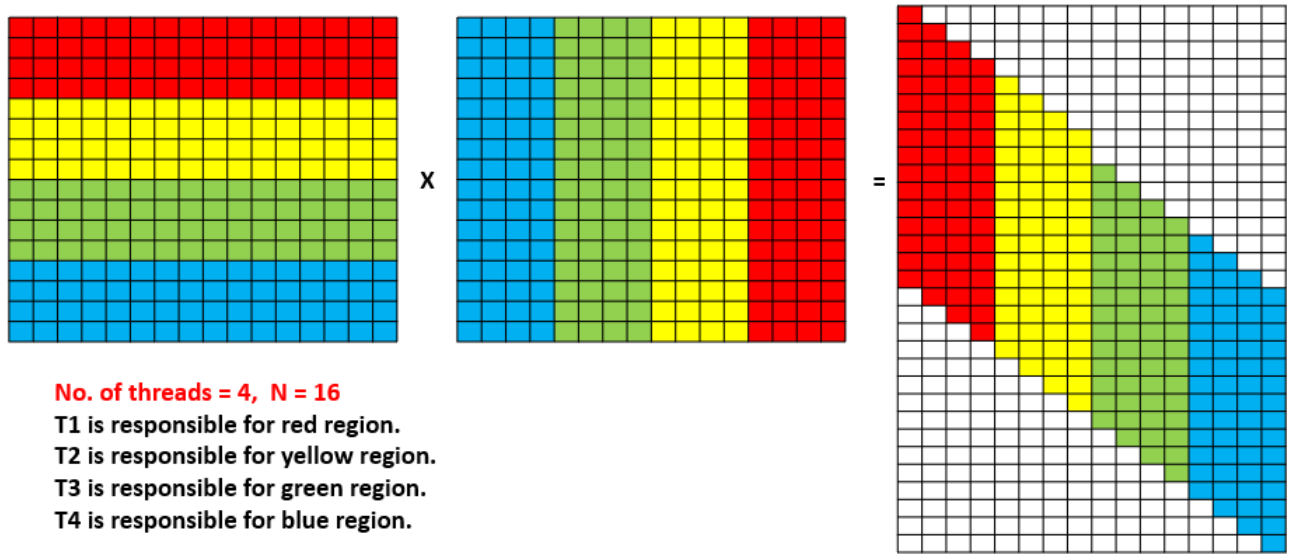 X
=
No. of threads = 4, N = 16
T1 is responsible for red region.
T2 is responsible for yellow region.
T3 is responsible for green region.
T4 is responsible for blue region.